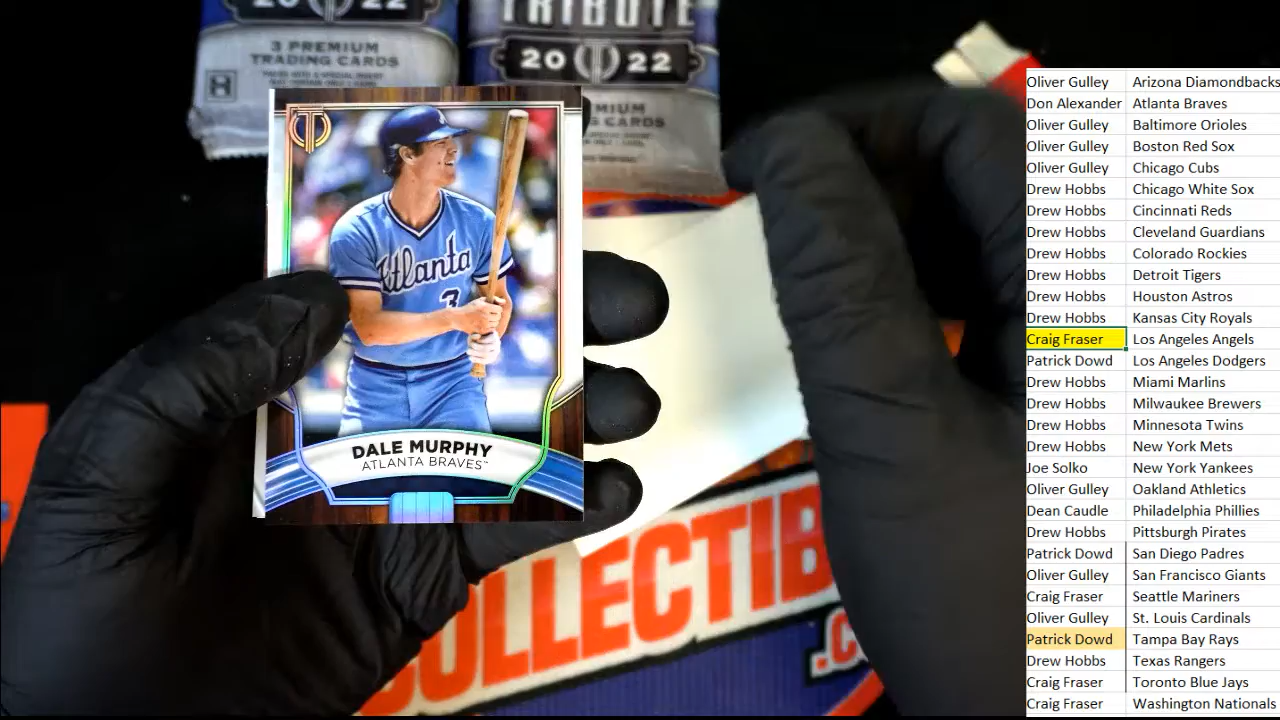 20 22
3 PREMIUM
TRADING CARDS
H
TRIBUTE
20 22
Atlanta
3
DALE MURPHY
ATLANTA BRAVES™
COLLECTIB
.CO
Oliver Gulley Arizona Diamondbacks
Don Alexander Atlanta Braves
Oliver Gulley Baltimore Orioles
Oliver Gulley Boston Red Sox
Oliver Gulley Chicago Cubs
Drew Hobbs Chicago White Sox
Drew Hobbs Cincinnati Reds
Drew Hobbs Cleveland Guardians
Drew Hobbs Colorado Rockies
Drew Hobbs Detroit Tigers
Drew Hobbs Houston Astros
Drew Hobbs Kansas City Royals
Craig Fraser Los Angeles Angels
Patrick Dowd Los Angeles Dodgers
Drew Hobbs Miami Marlins
Drew Hobbs Milwaukee Brewers
Drew Hobbs Minnesota Twins
Drew Hobbs New York Mets
Joe Solko New York Yankees
Oliver Gulley Oakland Athletics
Dean Caudle Philadelphia Phillies
Drew Hobbs Pittsburgh Pirates
Patrick Dowd San Diego Padres
Oliver Gulley San Francisco Giants
Craig Fraser Seattle Mariners
Oliver Gulley St. Louis Cardinals
Patrick Dowd Tampa Bay Rays
Drew Hobbs Texas Rangers
Craig Fraser Toronto Blue Jays
Craig Fraser Washington Nationals